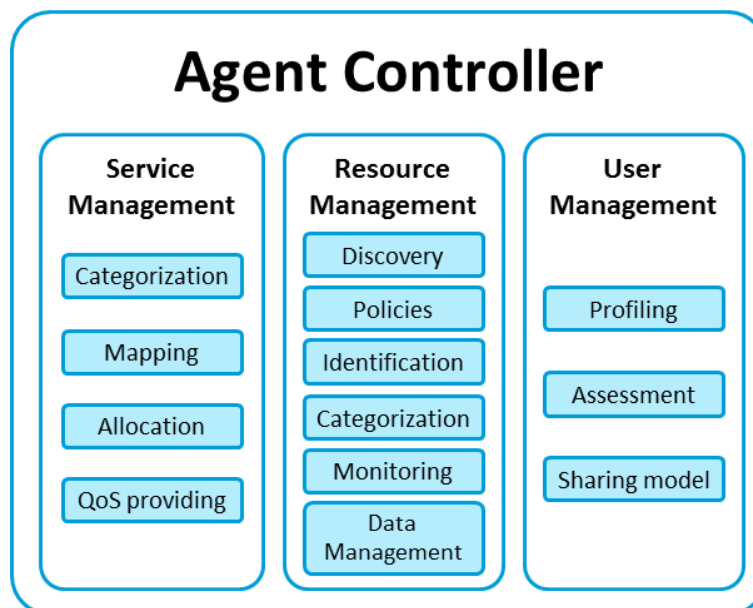 Agent Controller
Service
Management
Categorization
Mapping
Allocation
QoS providing
Resource
Management
Discovery
Policies
Identification
Categorization
Monitoring
Data
Management
User
Management
Profiling
Assessment
Sharing model